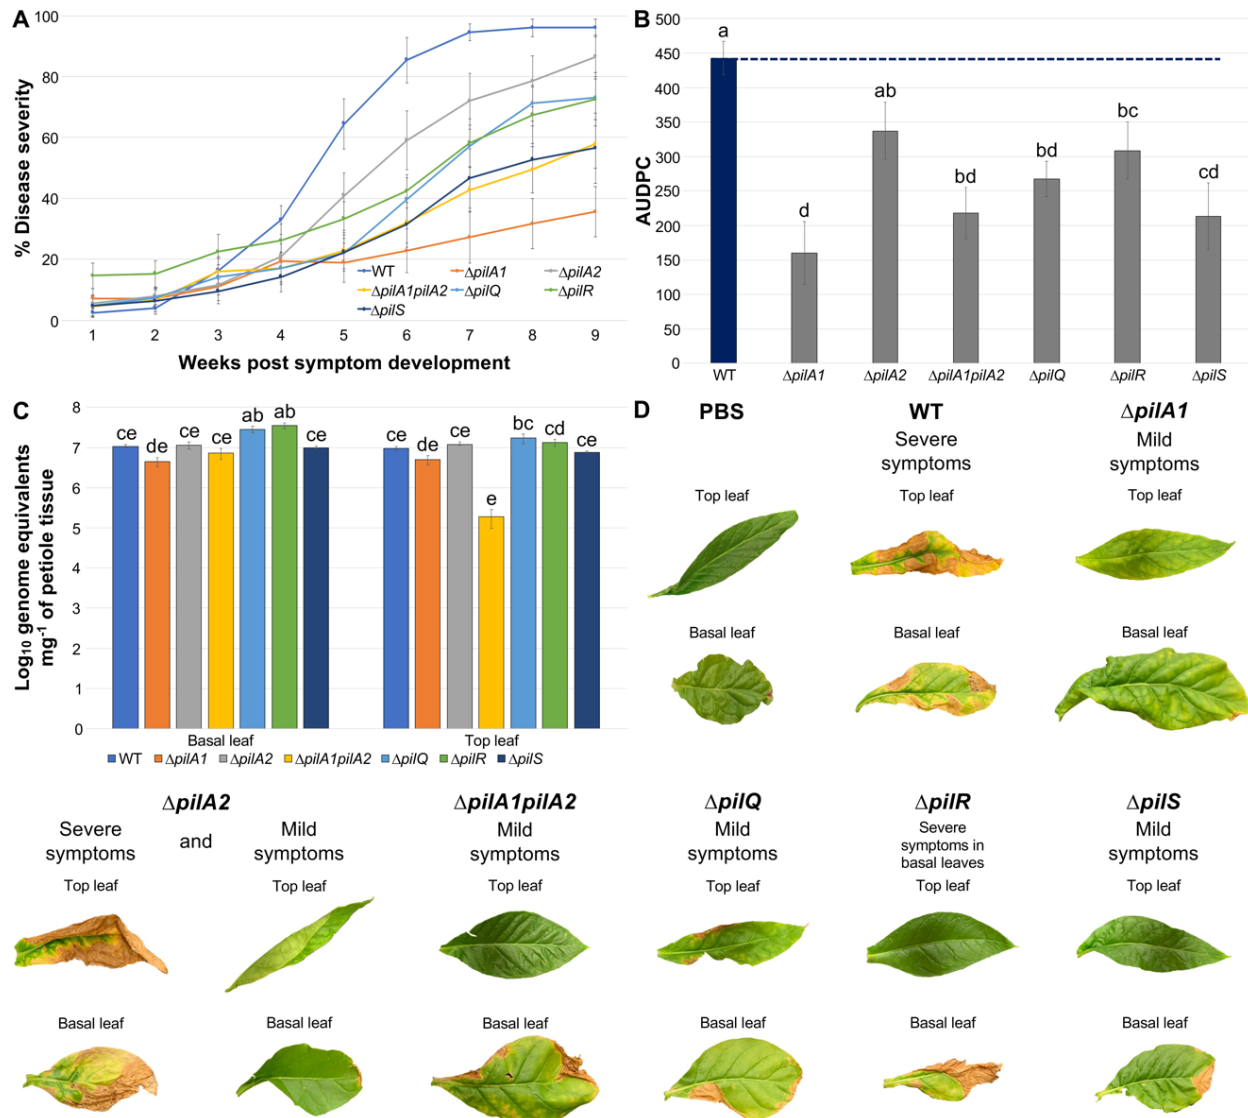 A
% Disease severity
100
80
60
40
20
0
1 2 3 4 5 6 7 8 9
Weeks post symptom development
WT ΔpilA1 ΔpilA2
ΔpilA1pilA2 ΔpilQ ΔpilR
ΔpilS
B
AUDPC
500
450
400
350
300
250
200
150
100
50
0
a
d
ab
bd
bd
bc
cd
WT ΔpilA1 ΔpilA2 ΔpilA1pilA2 ΔpilQ ΔpilR ΔpilS
C
Log₁₀ genome equivalents
mg⁻¹ of petiole tissue
8
7
6
5
4
3
2
1
0
ce de ce ce ab ab ce
ce de ce e bc cd ce
Basal leaf Top leaf
WT ΔpilA1 ΔpilA2 ΔpilA1pilA2 ΔpilQ ΔpilR ΔpilS
D
PBS
Top leaf
Basal leaf
WT
Severe
symptoms
Top leaf
Basal leaf
ΔpilA1
Mild
symptoms
Top leaf
Basal leaf
ΔpilA2
Severe
symptoms
and
Mild
symptoms
Top leaf
Top leaf
Basal leaf
Basal leaf
ΔpilA1pilA2
Mild
symptoms
Top leaf
Basal leaf
ΔpilQ
Mild
symptoms
Top leaf
Basal leaf
ΔpilR
Severe
symptoms in
basal leaves
Top leaf
Basal leaf
ΔpilS
Mild
symptoms
Top leaf
Basal leaf